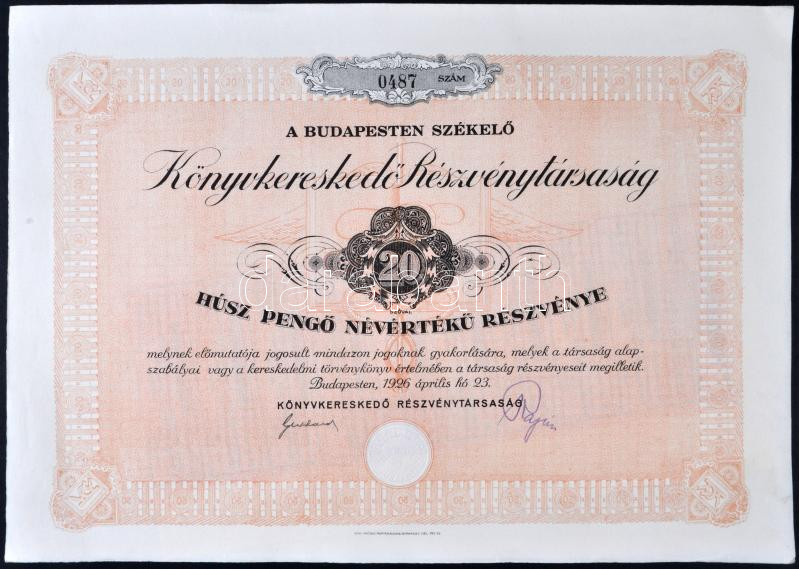 0487 SZÁM
A BUDAPESTEN SZÉKELŐ
Könyvkereskedő Részvénytársaság
20
HÚSZ PENGŐ NÉVÉRTÉKŰ RÉSZVÉNYE
melynek előmutatója jogosult mindazon jogoknak gyakorlására, melyek a társaság alap-
szabályai vagy a kereskedelmi törvénykönyv értelmében a társaság részvényeseit megilletik.
Budapesten, 1926 április hó 23.
KÖNYVKERESKEDŐ RÉSZVÉNYTÁRSASÁG